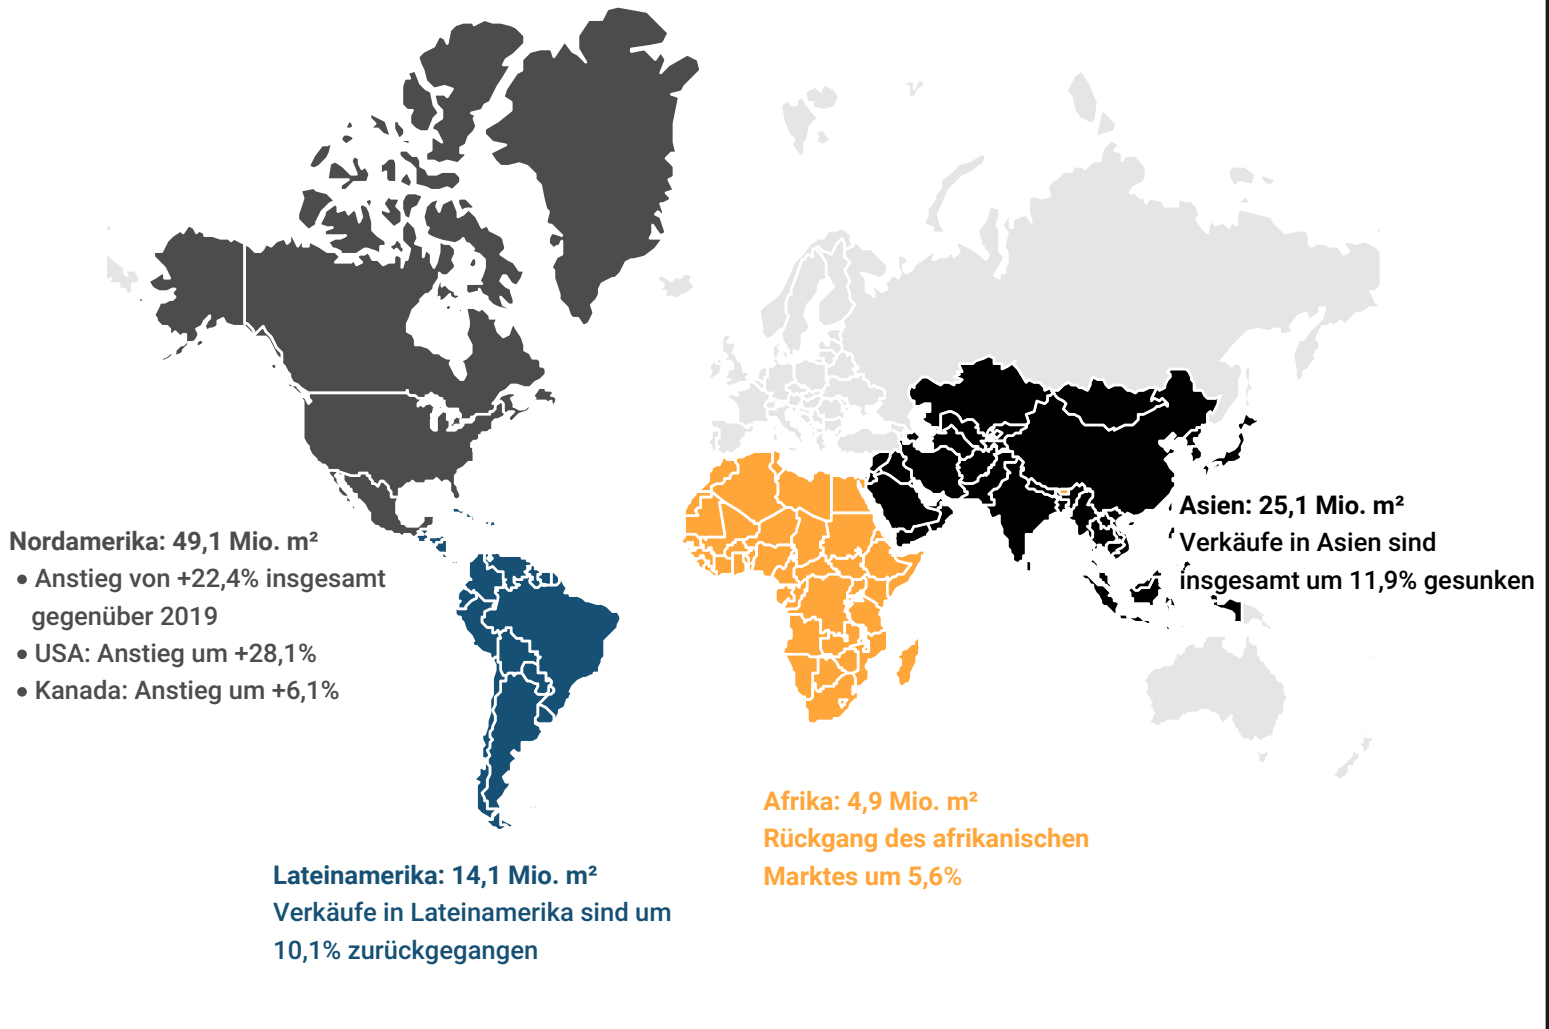 Nordamerika: 49,1 Mio. m²
• Anstieg von +22,4% insgesamt
gegenüber 2019
• USA: Anstieg um +28,1%
• Kanada: Anstieg um +6,1%
Asien: 25,1 Mio. m²
Verkäufe in Asien sind
insgesamt um 11,9% gesunken
Afrika: 4,9 Mio. m²
Rückgang des afrikanischen
Marktes um 5,6%
Lateinamerika: 14,1 Mio. m²
Verkäufe in Lateinamerika sind um
10,1% zurückgegangen